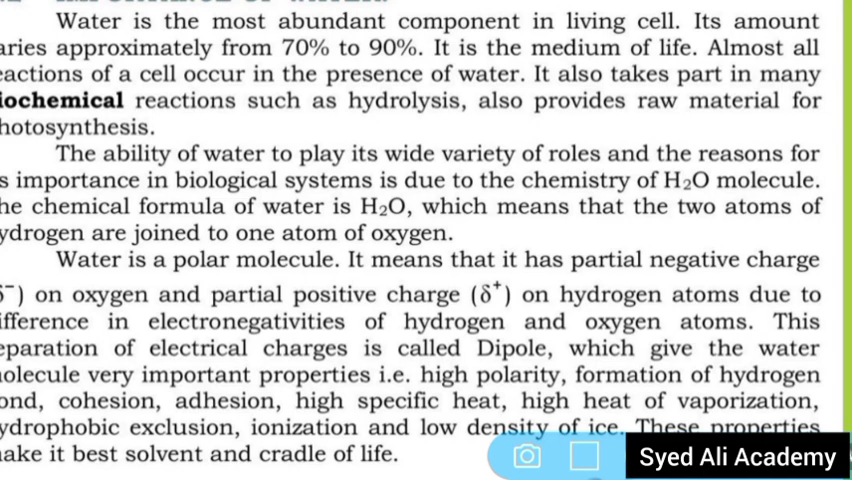 Water is the most abundant component in living cell. Its amount
aries approximately from 70% to 90%. It is the medium of life. Almost all
eactions of a cell occur in the presence of water. It also takes part in many
iochemical reactions such as hydrolysis, also provides raw material for
hotosynthesis.
The ability of water to play its wide variety of roles and the reasons for
s importance in biological systems is due to the chemistry of H₂O molecule.
he chemical formula of water is H₂O, which means that the two atoms of
ydrogen are joined to one atom of oxygen.
Water is a polar molecule. It means that it has partial negative charge
δ⁻) on oxygen and partial positive charge (δ⁺) on hydrogen atoms due to
ifference in electronegativities of hydrogen and oxygen atoms. This
eparation of electrical charges is called Dipole, which give the water
olecule very important properties i.e. high polarity, formation of hydrogen
ond, cohesion, adhesion, high specific heat, high heat of vaporization,
ydrophobic exclusion, ionization and low density of ice. These properties
ake it best solvent and cradle of life.
Syed Ali Academy